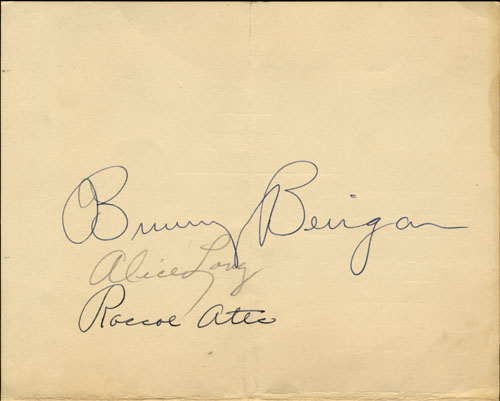 Bunny Berigan
Alice Long
Roscoe Ates